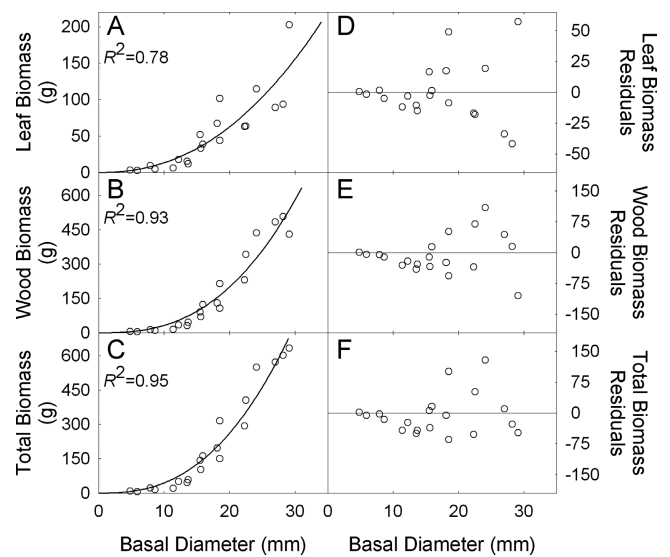 A
R²=0.78
Leaf Biomass
(g)
200
150
100
50
0
D
50
25
0
-25
-50
Leaf Biomass
Residuals
B
R²=0.93
Wood Biomass
(g)
600
450
300
150
0
E
150
75
0
-75
-150
Wood Biomass
Residuals
C
R²=0.95
Total Biomass
(g)
600
450
300
150
0
F
150
75
0
-75
-150
Total Biomass
Residuals
0 10 20 30
0 10 20 30
Basal Diameter (mm)
Basal Diameter (mm)